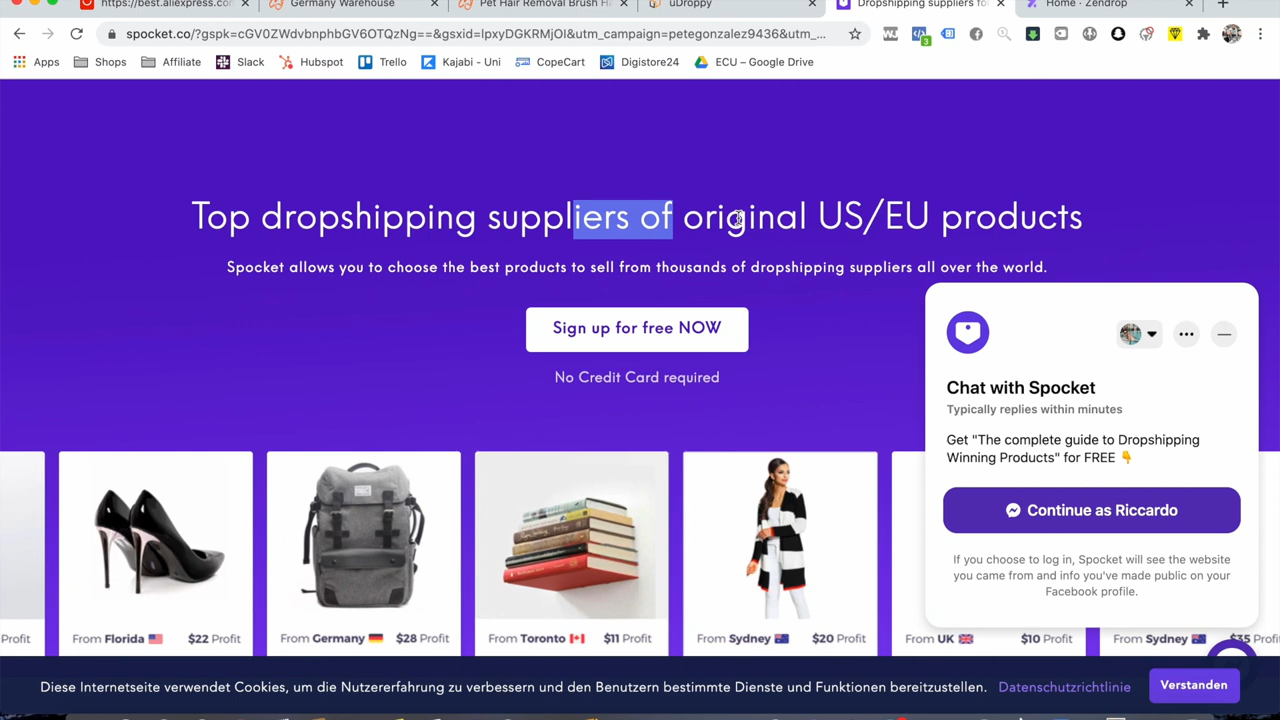 https://best.aliexpress.com
Germany Warehouse
Pet Hair Removal Brush H
uDroppy
Dropshipping suppliers fo
Home · Zendrop
spocket.co/?gspk=cGV0ZWdvbnphbGV6OTQzNg==&gsxid=lpxyDGKRMjOI&utm_campaign=petegonzalez9436&utm_...
Apps
Shops
Affiliate
Slack
Hubspot
Trello
Kajabi - Uni
CopeCart
Digistore24
ECU – Google Drive
Top dropshipping suppliers of original US/EU products
Spocket allows you to choose the best products to sell from thousands of dropshipping suppliers all over the world.
Sign up for free NOW
No Credit Card required
Chat with Spocket
Typically replies within minutes
Get "The complete guide to Dropshipping
Winning Products" for FREE 👇
Continue as Riccardo
If you choose to log in, Spocket will see the website
you came from and info you've made public on your
Facebook profile.
Profit
From Florida $22 Profit
From Germany $28 Profit
From Toronto $11 Profit
From Sydney $20 Profit
From UK $10 Profit
From Sydney $35 Profit
Diese Internetseite verwendet Cookies, um die Nutzererfahrung zu verbessern und den Benutzern bestimmte Dienste und Funktionen bereitzustellen. Datenschutzrichtlinie
Verstanden